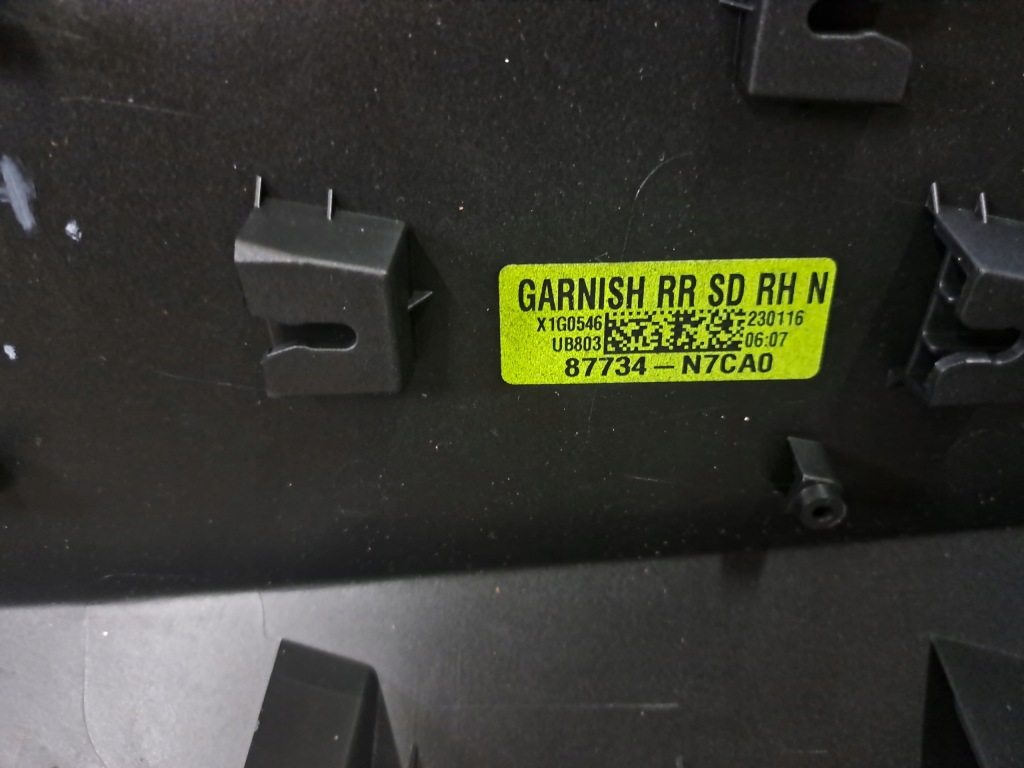 GARNISH RR SD RH N
X1G0546 230116
UB803 06:07
87734-N7CA0